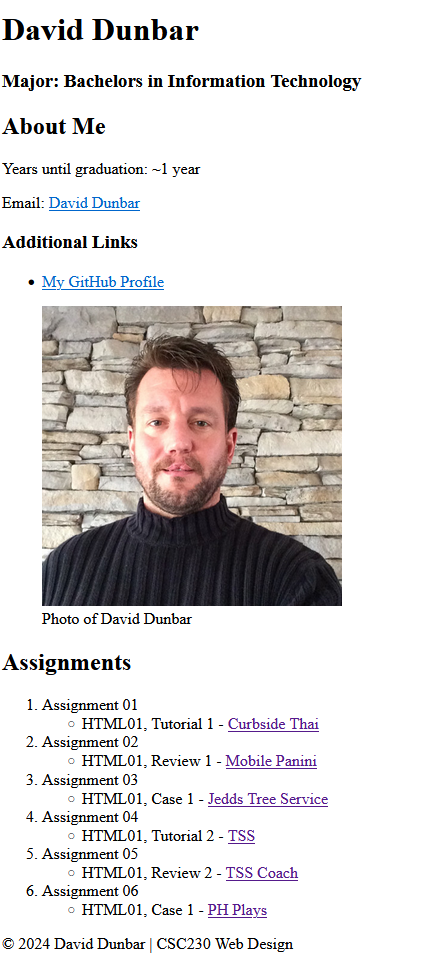 David Dunbar
Major: Bachelors in Information Technology
About Me
Years until graduation: ~1 year
Email: David Dunbar
Additional Links
• My GitHub Profile
Photo of David Dunbar
Assignments
1. Assignment 01
○ HTML01, Tutorial 1 - Curbside Thai
2. Assignment 02
○ HTML01, Review 1 - Mobile Panini
3. Assignment 03
○ HTML01, Case 1 - Jedds Tree Service
4. Assignment 04
○ HTML01, Tutorial 2 - TSS
5. Assignment 05
○ HTML01, Review 2 - TSS Coach
6. Assignment 06
○ HTML01, Case 1 - PH Plays
© 2024 David Dunbar | CSC230 Web Design